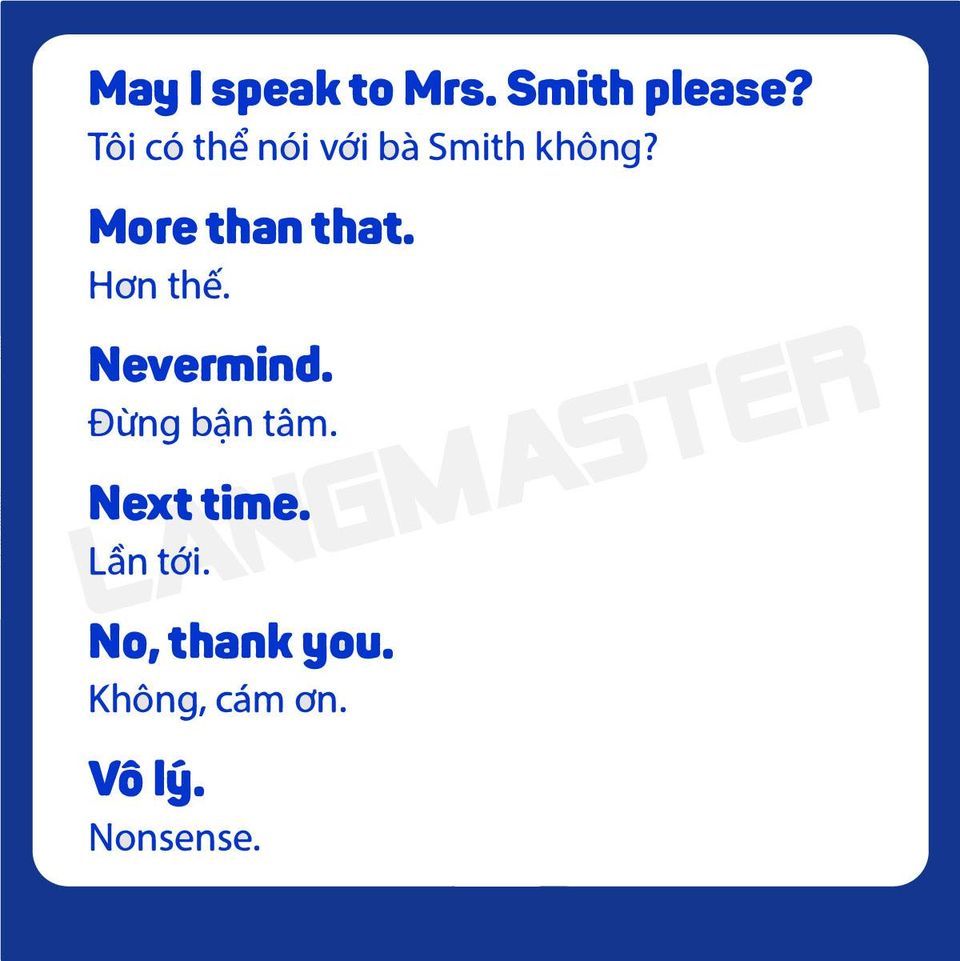 May I speak to Mrs. Smith please?
Tôi có thể nói với bà Smith không?
More than that.
Hơn thế.
Nevermind.
Đừng bận tâm.
Next time.
Lần tới.
No, thank you.
Không, cám ơn.
Vô lý.
Nonsense.
LANGMASTER